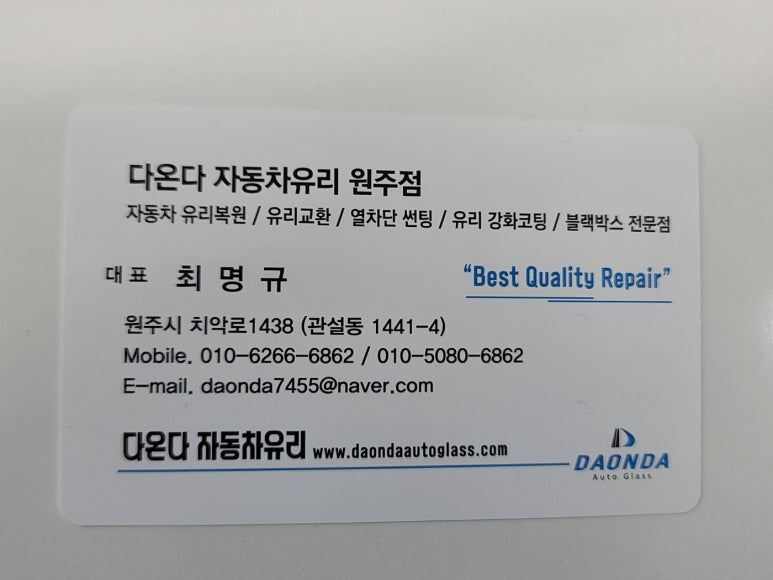 다온다 자동차유리 원주점
자동차 유리복원 / 유리교환 / 열차단 썬팅 / 유리 강화코팅 / 블랙박스 전문점
대표 최명규
"Best Quality Repair"
원주시 치악로1438 (관설동 1441-4)
Mobile. 010-6266-6862 / 010-5080-6862
E-mail. daonda7455@naver.com
다온다 자동차유리 www.daondaautoglass.com
DAONDA
Auto Glass